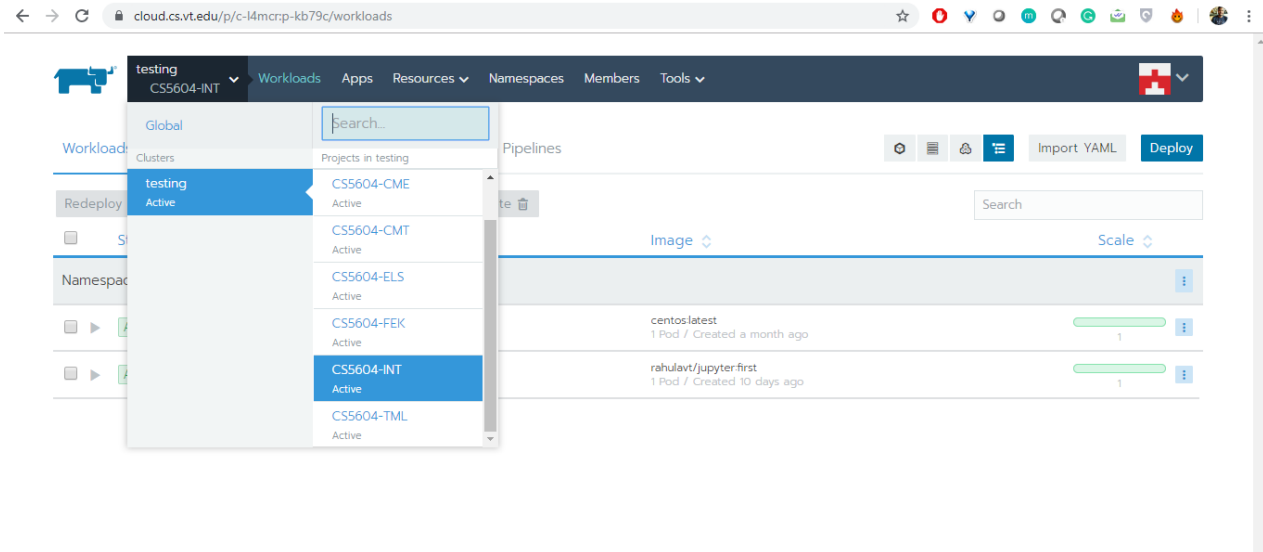 cloud.cs.vt.edu/p/c-l4mcr:p-kb79c/workloads
testing
CS5604-INT
Workloads Apps Resources Namespaces Members Tools
Global
Search...
Workload Pipelines
Import YAML Deploy
Clusters
Projects in testing
testing
Active
CS5604-CME
Active
CS5604-CMT
Active
CS5604-ELS
Active
CS5604-FEK
Active
CS5604-INT
Active
CS5604-TML
Active
Redeploy te
Search
St Image Scale
Namespac
centos:latest
1 Pod / Created a month ago
1
rahulavt/jupyter:first
1 Pod / Created 10 days ago
1